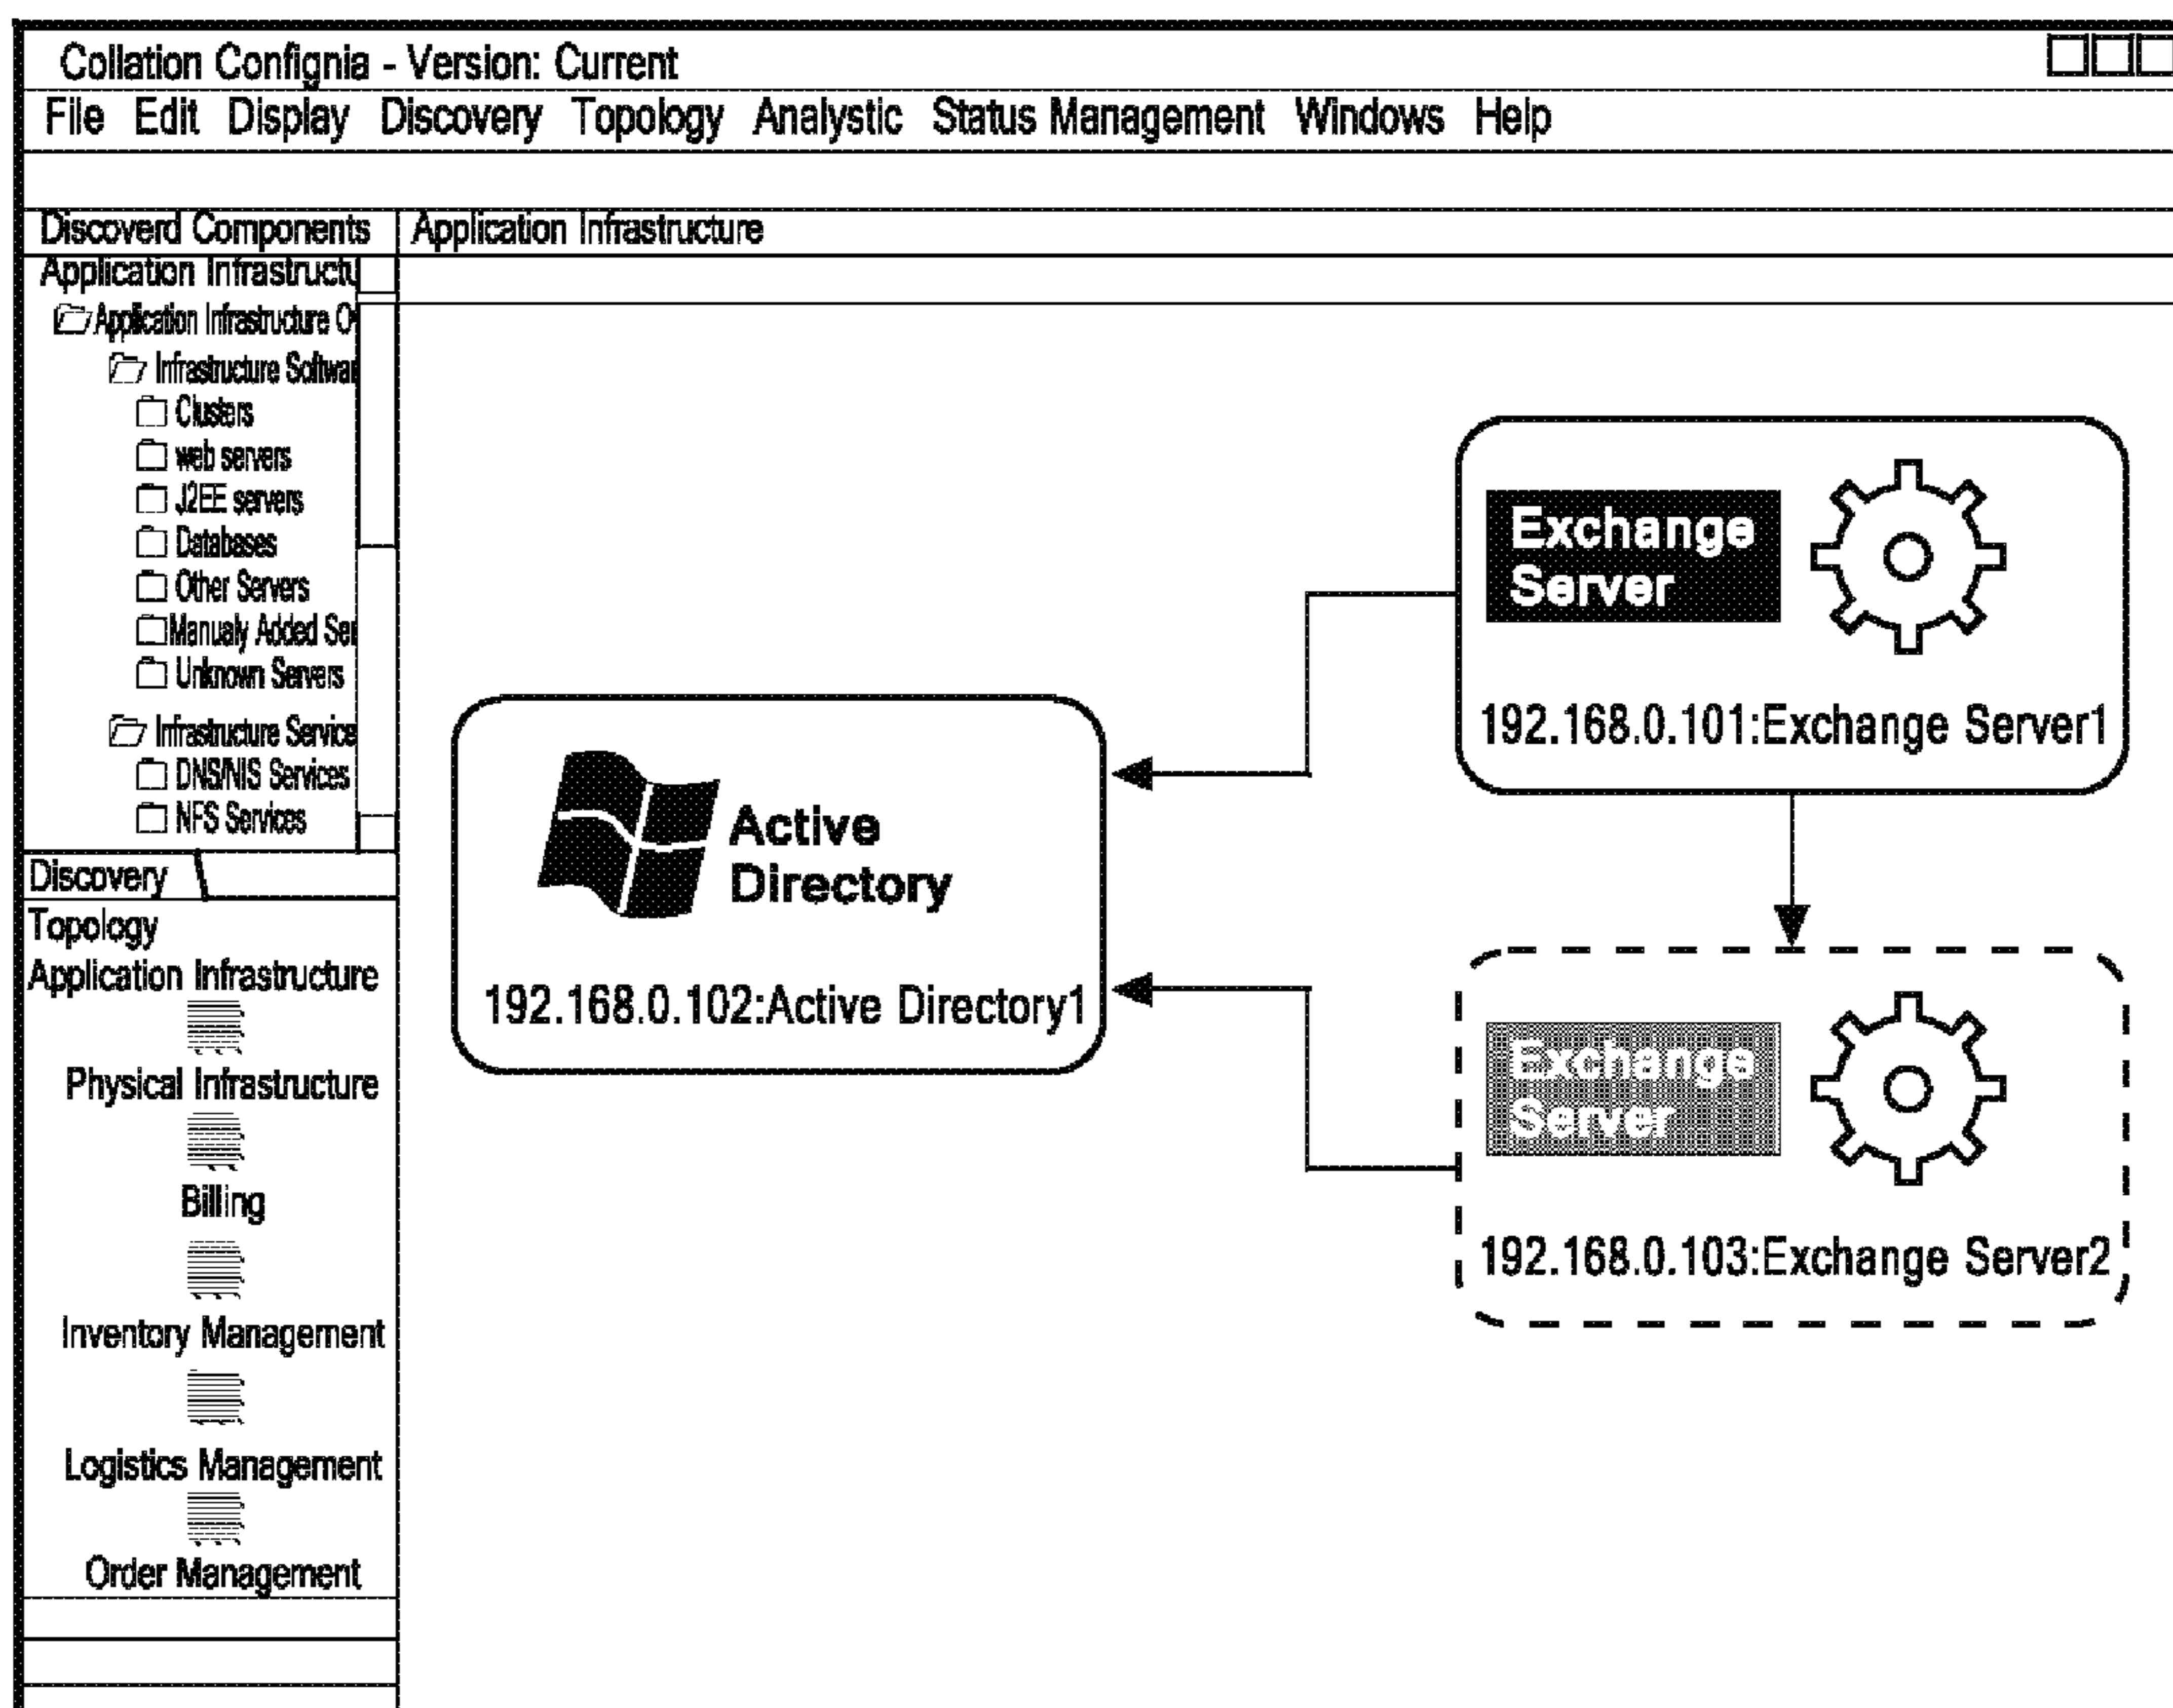 Collation Confignia - Version: Current
File Edit Display Discovery Topology Analystic Status Management Windows Help
Discoverd Components
Application Infrastructu
Application Infrastructure O
Infrastructure Softwar
Clusters
web servers
J2EE servers
Databases
Other Servers
Manualy Added Ser
Unknown Servers
Infrastructure Service
DNS/NIS Services
NFS Services
Discovery
Topology
Application Infrastructure
Physical Infrastructure
Billing
Inventory Management
Logistics Management
Order Management
Application Infrastructure
Exchange
Server
192.168.0.101:Exchange Server1
Active
Directory
192.168.0.102:Active Directory1
Exchange
Server
192.168.0.103:Exchange Server2